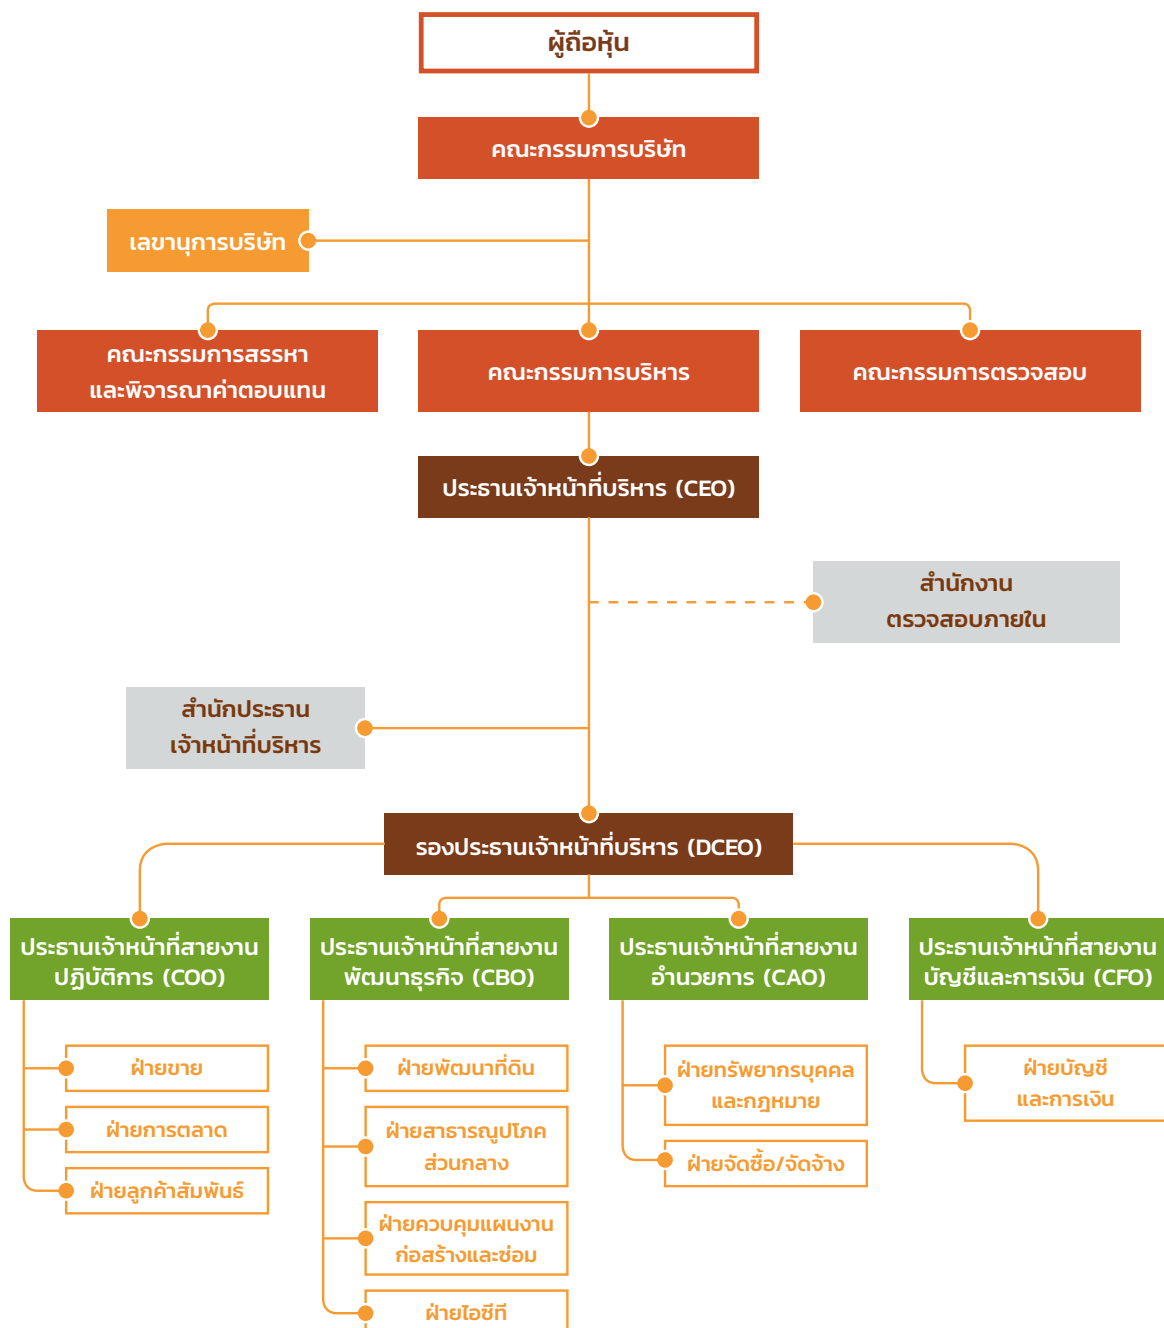 ผู้ถือหุ้น
คณะกรรมการบริษัท
เลขานุการบริษัท
คณะกรรมการสรรหา
และพิจารณาค่าตอบแทน
คณะกรรมการบริหาร
คณะกรรมการตรวจสอบ
ประธานเจ้าหน้าที่บริหาร (CEO)
สำนักงาน
ตรวจสอบภายใน
สำนักประธาน
เจ้าหน้าที่บริหาร
รองประธานเจ้าหน้าที่บริหาร (DCEO)
ประธานเจ้าหน้าที่สายงาน
ปฏิบัติการ (COO)
ฝ่ายขาย
ฝ่ายการตลาด
ฝ่ายลูกค้าสัมพันธ์
ประธานเจ้าหน้าที่สายงาน
พัฒนาธุรกิจ (CBO)
ฝ่ายพัฒนาที่ดิน
ฝ่ายสาธารณูปโภค
ส่วนกลาง
ฝ่ายควบคุมแผนงาน
ก่อสร้างและซ่อม
ฝ่ายไอซีที
ประธานเจ้าหน้าที่สายงาน
อำนวยการ (CAO)
ฝ่ายทรัพยากรบุคคล
และกฎหมาย
ฝ่ายจัดซื้อ/จัดจ้าง
ประธานเจ้าหน้าที่สายงาน
บัญชีและการเงิน (CFO)
ฝ่ายบัญชี
และการเงิน